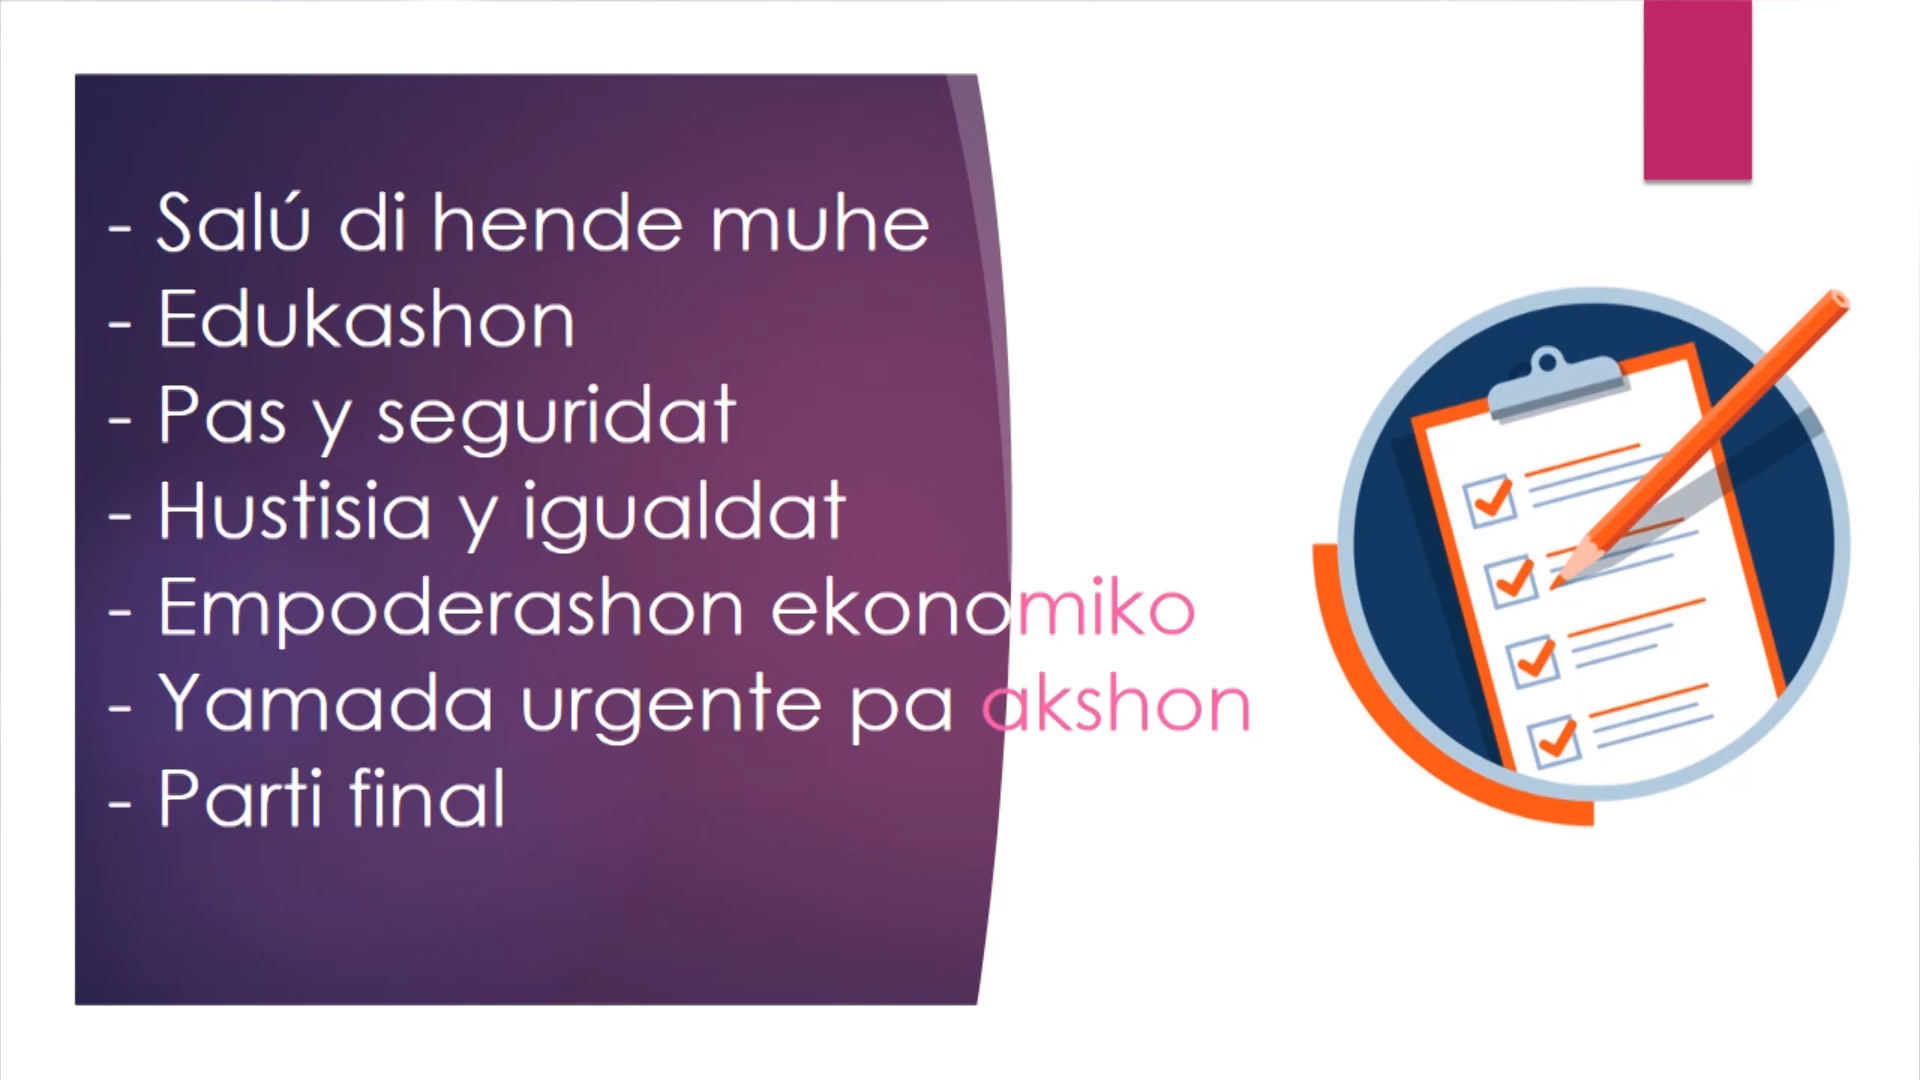 - Salú di hende muhe
- Edukashon
- Pas y seguridat
- Hustisia y igualdat
- Empoderashon ekonomiko
- Yamada urgente pa akshon
- Parti final